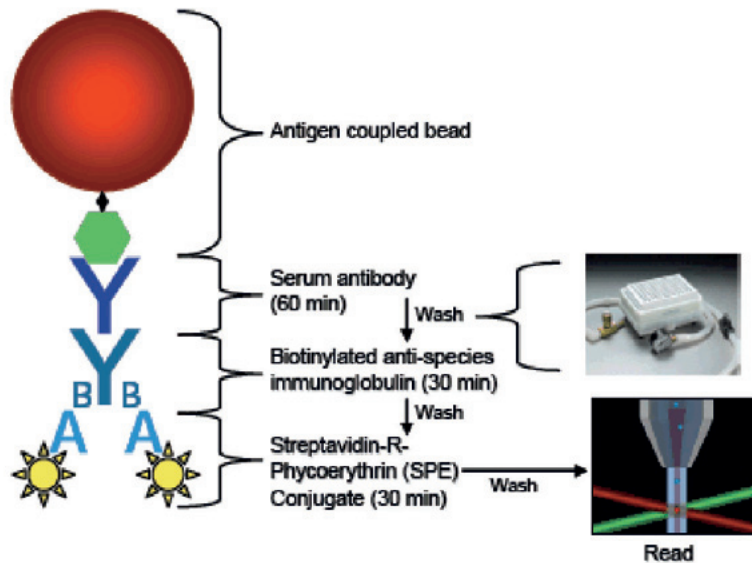 Antigen coupled bead
Serum antibody
(60 min)
Wash
Biotinylated anti-species
immunoglobulin (30 min)
B B
Wash
A A
Streptavidin-R-
Phycoerythrin (SPE)
Conjugate (30 min)
Wash
Read